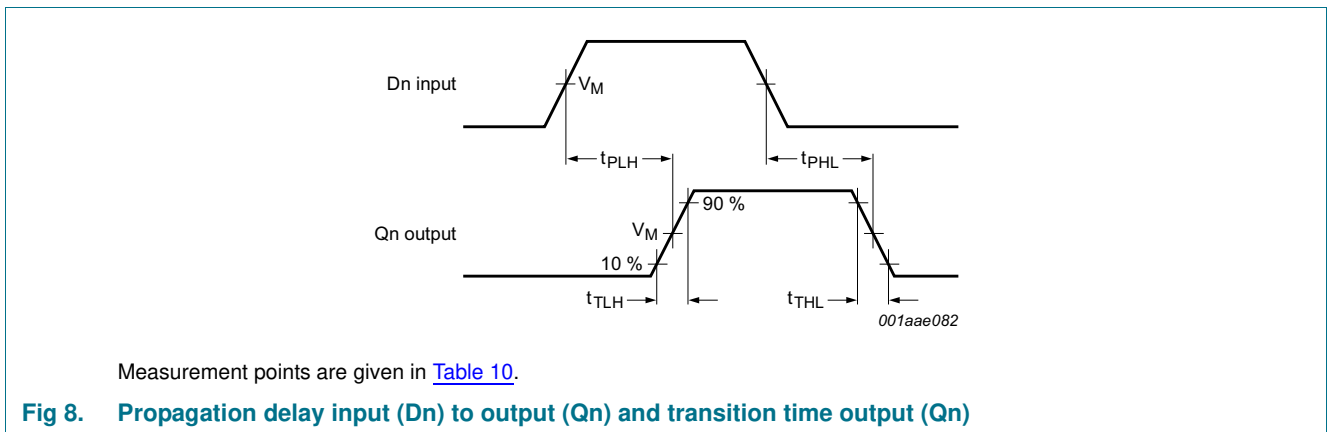 Dn input
VM
tPLH
tPHL
90 %
Qn output
VM
10 %
tTLH
tTHL
001aae082
Measurement points are given in Table 10.
Fig 8. Propagation delay input (Dn) to output (Qn) and transition time output (Qn)